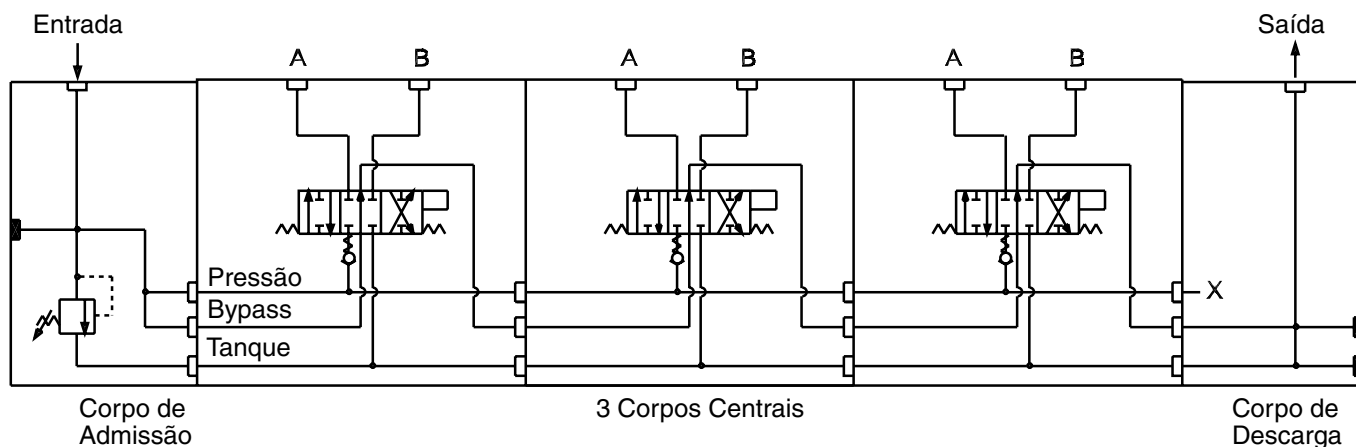 Entrada
Saída
A
B
A
B
A
B
Pressão
Bypass
Tanque
X
Corpo de
Admissão
3 Corpos Centrais
Corpo de
Descarga